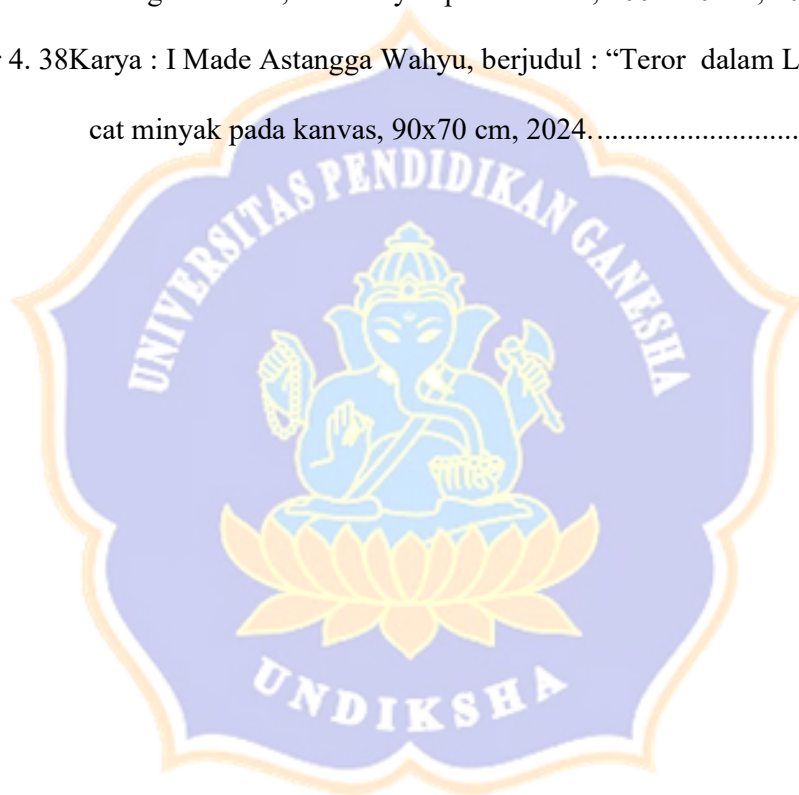 4. 38Karya : I Made Astangga Wahyu, berjudul : “Teror dalam L
cat minyak pada kanvas, 90x70 cm, 2024...........................
UNIVERSITAS PENDIDIKAN GANESHA
UNDIKSHA